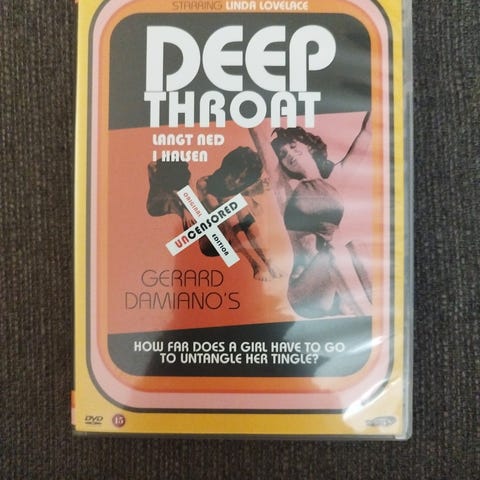 STARRING LINDA LOVELACE
DEEP
THROAT
LANGT NED
I HALSEN
ORIGINAL
UNCENSORED
EDITION
GERARD
DAMIANO'S
HOW FAR DOES A GIRL HAVE TO GO
TO UNTANGLE HER TINGLE?
DVD
15